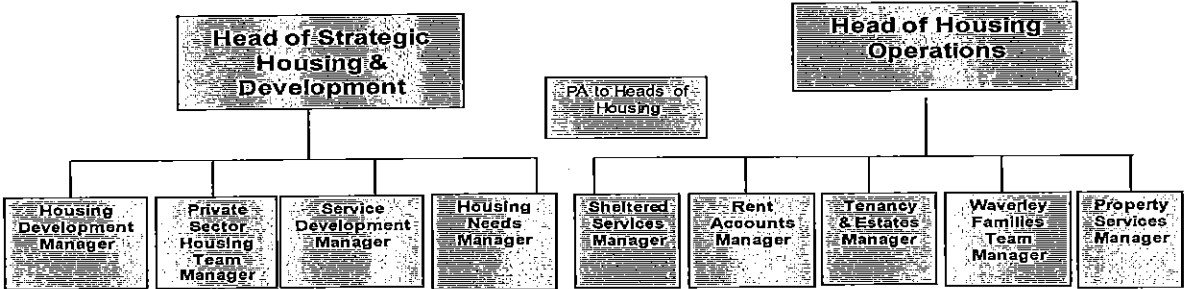 Head of Strategic
Housing &
Development
Head of Housing
Operations
PA to Heads of
Housing
Housing
Development
Manager
Private
Sector
Housing
Team
Manager
Service
Development
Manager
Housing
Needs
Manager
Sheltered
Services
Manager
Rent
Accounts
Manager
Tenancy
& Estates
Manager
Waverley
Families
Team
Manager
Property
Services
Manager